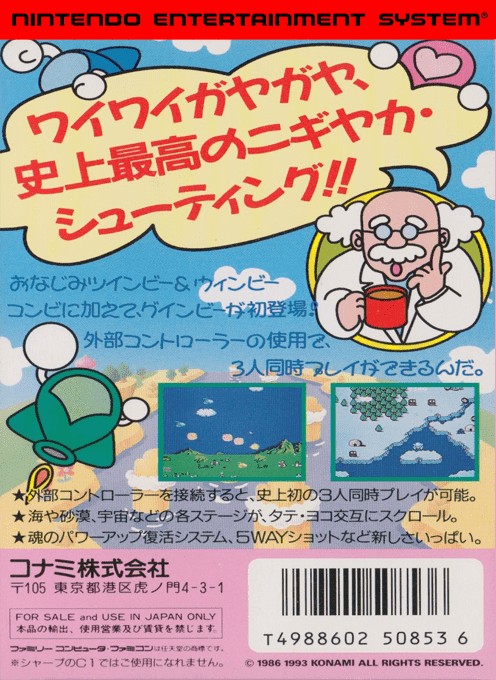 NINTENDO ENTERTAINMENT SYSTEM®
ワイワイガヤガヤ、
史上最高のニギヤカ・
シューティング!!
おなじみツインビー&ウィンビー
コンビに加えて、グインビーが初登場!
外部コントローラーの使用で、
3人同時プレイができるんだ。
★外部コントローラーを接続すると、史上初の3人同時プレイが可能。
★海や砂漠、宇宙などの各ステージが、タテ・ヨコ交互にスクロール。
★魂のパワーアップ復活システム、5WAYショットなど新しさいっぱい。
コナミ株式会社
〒105 東京都港区虎ノ門4-3-1
FOR SALE and USE IN JAPAN ONLY
本品の輸出、使用営業及び賃貸を禁じます。
ファミリーコンピュータ・ファミコンは任天堂の商標です。
※シャープのC1ではご使用になれません。
T4988602 50853 6
© 1986 1993 KONAMI ALL RIGHTS RESERVED.